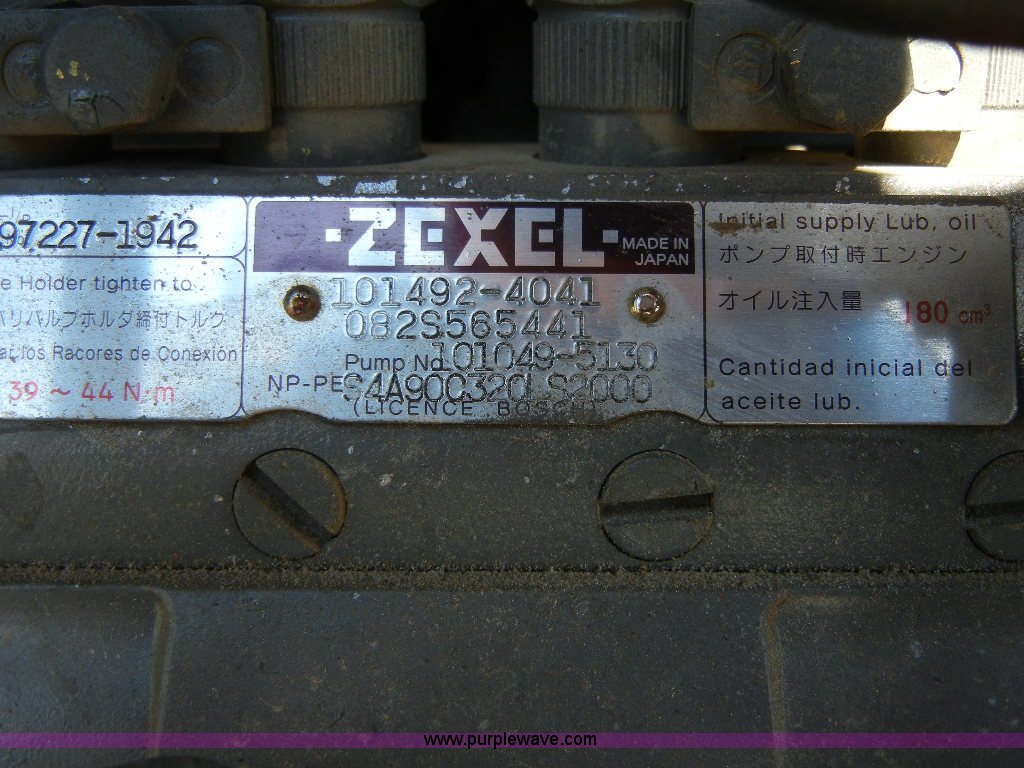 97227-1942
e Holder tighten to
バルブホルダ締付トルク
los Racores de Conexión
39 ~ 44 N·m
·ZEXEL·
MADE IN
JAPAN
101492-4041
082S565441
Pump No 101049-5130
NP-PE S4A90C320LS2000
(LICENCE BOSCH)
Initial supply Lub, oil
ポンプ取付時エンジン
オイル注入量 180 cm³
Cantidad inicial del
aceite lub.
www.purplewave.com